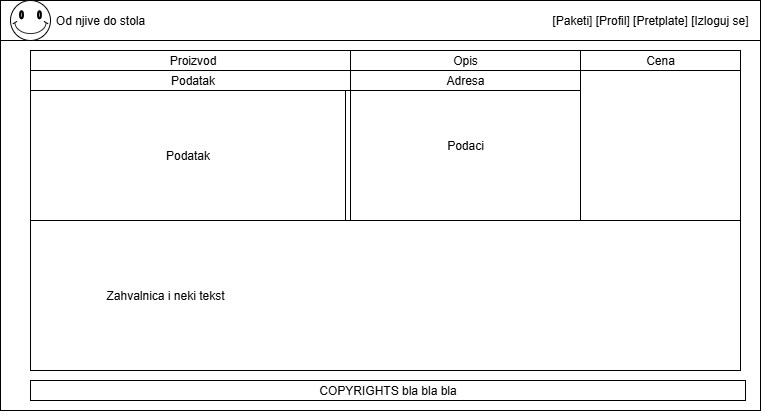 Od njive do stola
[Paketi] [Profil] [Pretplate] [Izloguj se]
Proizvod Opis Cena
Podatak Adresa
Podatak Podaci
Zahvalnica i neki tekst
COPYRIGHTS bla bla bla